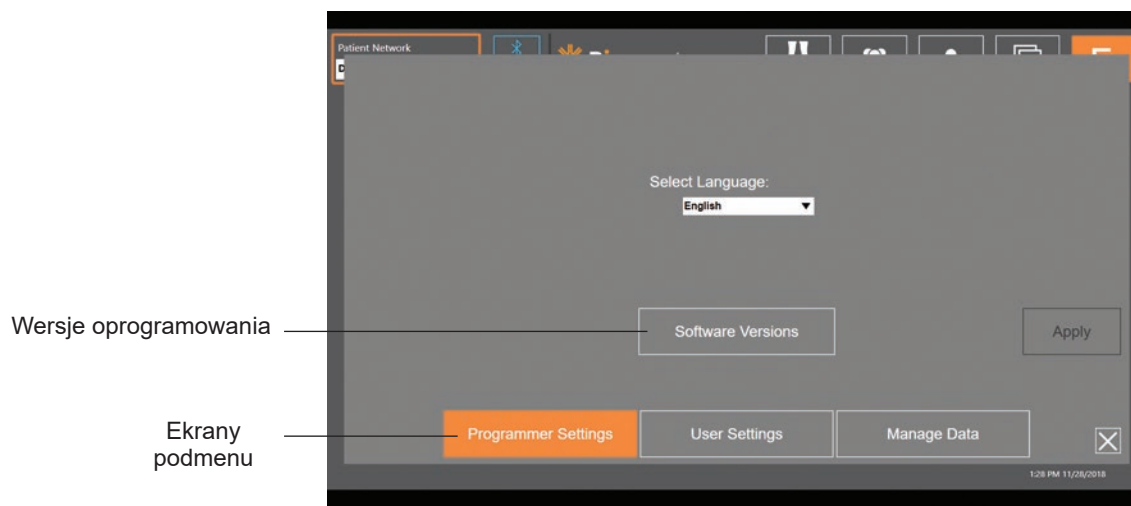 Patient Network
Select Language:
English
Wersje oprogramowania
Software Versions
Apply
Ekrany
podmenu
Programmer Settings
User Settings
Manage Data
1:28 PM 11/28/2018